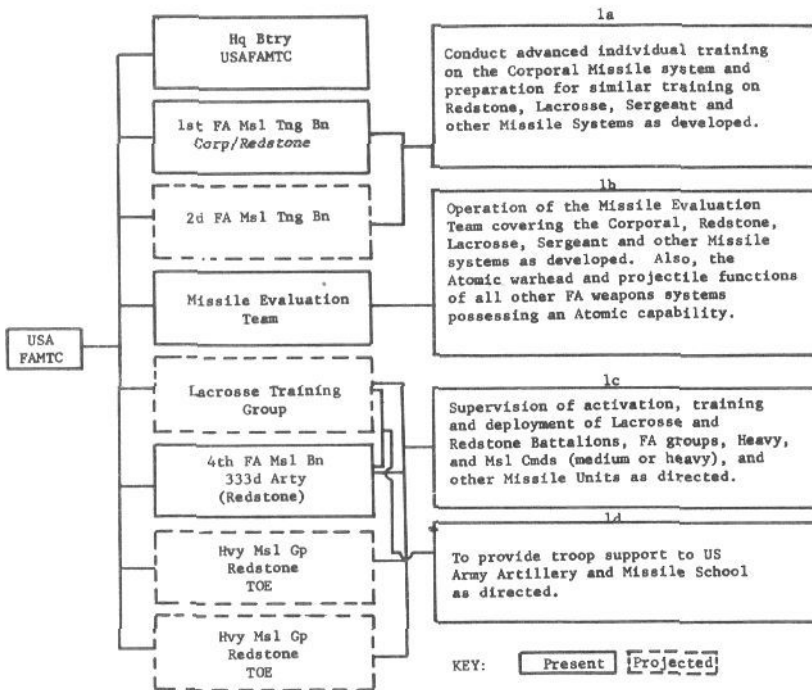 USA
FAMTC
Hq Btry
USAFAMTC
1st FA Msl Tng Bn
Corp/Redstone
2d FA Msl Tng Bn
Missile Evaluation
Team
Lacrosse Training
Group
4th FA Msl Bn
333d Arty
(Redstone)
Hvy Msl Gp
Redstone
TOE
Hvy Msl Gp
Redstone
TOE
1a
Conduct advanced individual training
on the Corporal Missile system and
preparation for similar training on
Redstone, Lacrosse, Sergeant and
other Missile Systems as developed.
1b
Operation of the Missile Evaluation
Team covering the Corporal, Redstone,
Lacrosse, Sergeant and other Missile
systems as developed. Also, the
Atomic warhead and projectile functions
of all other FA weapons systems
possessing an Atomic capability.
1c
Supervision of activation, training
and deployment of Lacrosse and
Redstone Battalions, FA groups, Heavy,
and Msl Cmds (medium or heavy), and
other Missile Units as directed.
1d
To provide troop support to US
Army Artillery and Missile School
as directed.
KEY: Present Projected